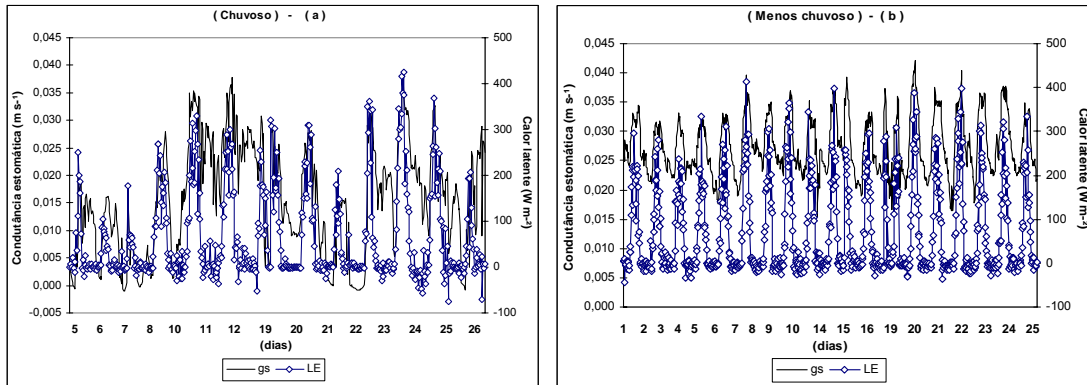 ( Chuvoso ) - ( a )
Condutância estomática (m s-1)
0,045
0,040
0,035
0,030
0,025
0,020
0,015
0,010
0,005
0,000
-0,005
500
400
300
200
100
0
-100
Calor latente (W m-2)
5 6 7 8 10 11 12 19 20 21 22 23 24 25 26
(dias)
gs LE
( Menos chuvoso ) - ( b )
Condutância estomática (m s-1)
0,045
0,040
0,035
0,030
0,025
0,020
0,015
0,010
0,005
0,000
500
400
300
200
100
0
-100
Calor latente (W m-2)
1 2 3 4 5 6 7 8 9 10 14 15 16 19 20 21 22 23 24 25
(dias)
gs LE